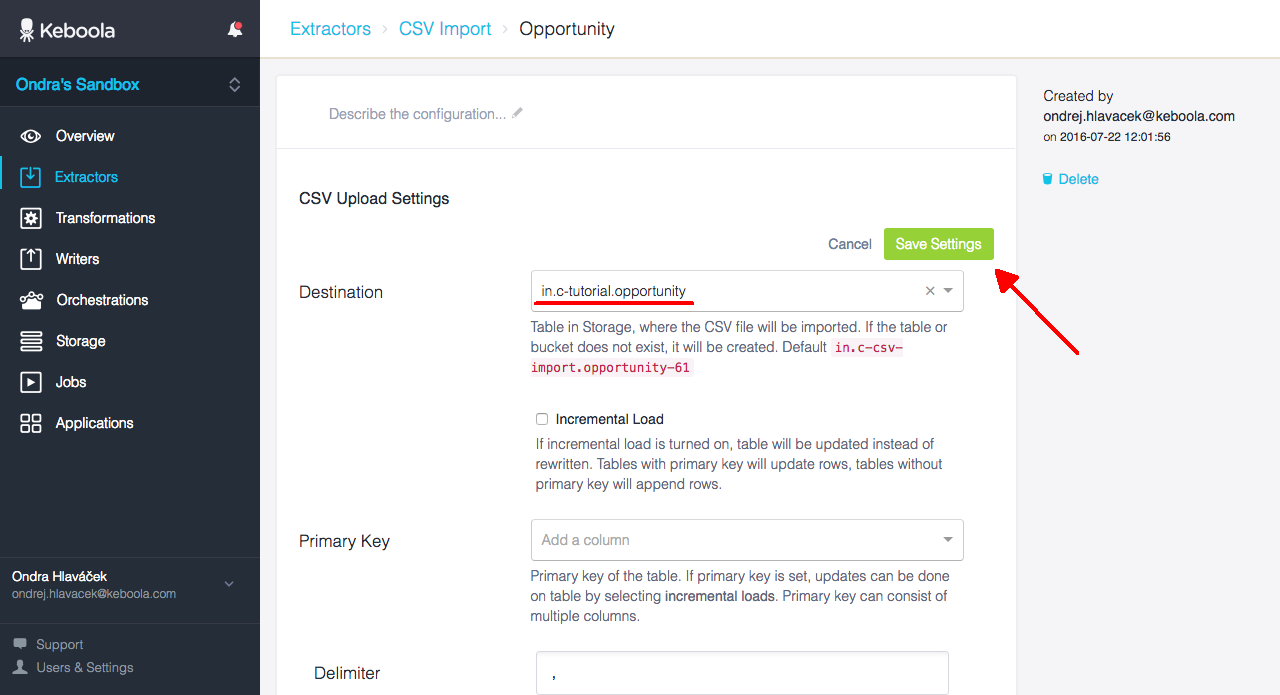 Keboola
Ondra's Sandbox
Overview
Extractors
Transformations
Writers
Orchestrations
Storage
Jobs
Applications
Ondra Hlaváček
ondrej.hlavacek@keboola.com
Support
Users & Settings
Extractors › CSV Import › Opportunity
Describe the configuration...
CSV Upload Settings
Cancel
Save Settings
Destination
in.c-tutorial.opportunity
Table in Storage, where the CSV file will be imported. If the table or
bucket does not exist, it will be created. Default in.c-csv-
import.opportunity-61
Incremental Load
If incremental load is turned on, table will be updated instead of
rewritten. Tables with primary key will update rows, tables without
primary key will append rows.
Primary Key
Add a column
Primary key of the table. If primary key is set, updates can be done
on table by selecting incremental loads. Primary key can consist of
multiple columns.
Delimiter
,
Created by
ondrej.hlavacek@keboola.com
on 2016-07-22 12:01:56
Delete